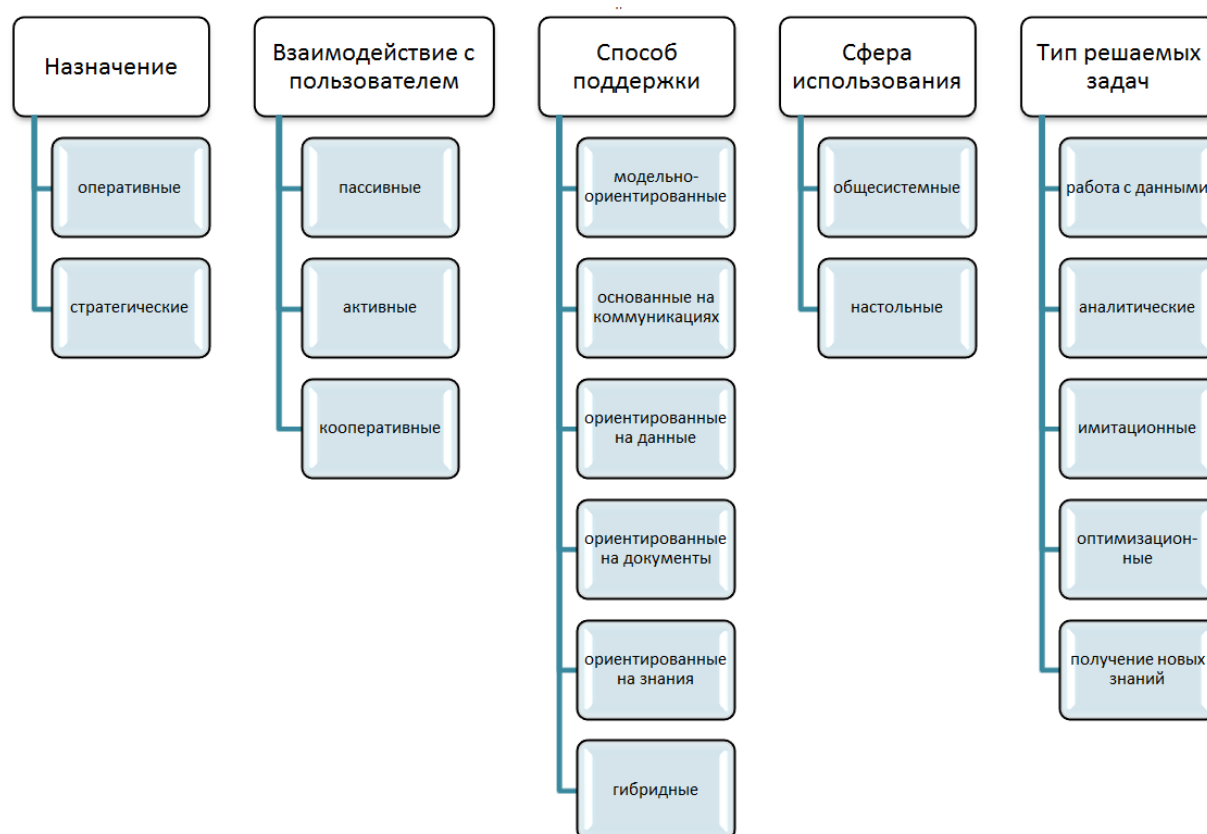 Назначение
оперативные
стратегические
Взаимодействие с
пользователем
пассивные
активные
кооперативные
Способ
поддержки
модельно-
ориентированные
основанные на
коммуникациях
ориентированные
на данные
ориентированные
на документы
ориентированные
на знания
гибридные
Сфера
использования
общесистемные
настольные
Тип решаемых
задач
работа с данными
аналитические
имитационные
оптимизацион-
ные
получение новых
знаний